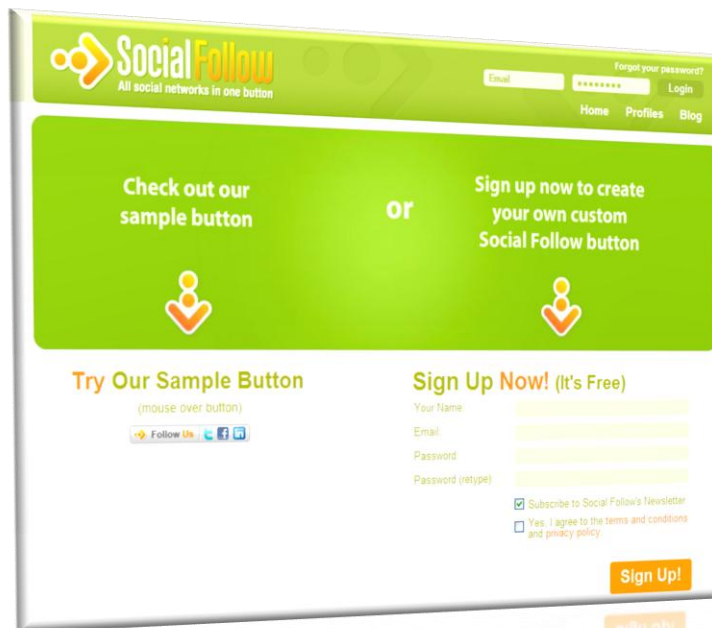 Social Follow
All social networks in one button
Forgot your password?
Email
********
Login
Home Profiles Blog
Check out our
sample button
or
Sign up now to create
your own custom
Social Follow button
Try Our Sample Button
(mouse over button)
Follow Us
Sign Up Now! (It's Free)
Your Name:
Email:
Password:
Password (retype)
Subscribe to Social Follow's Newsletter
Yes, I agree to the terms and conditions
and privacy policy.
Sign Up!